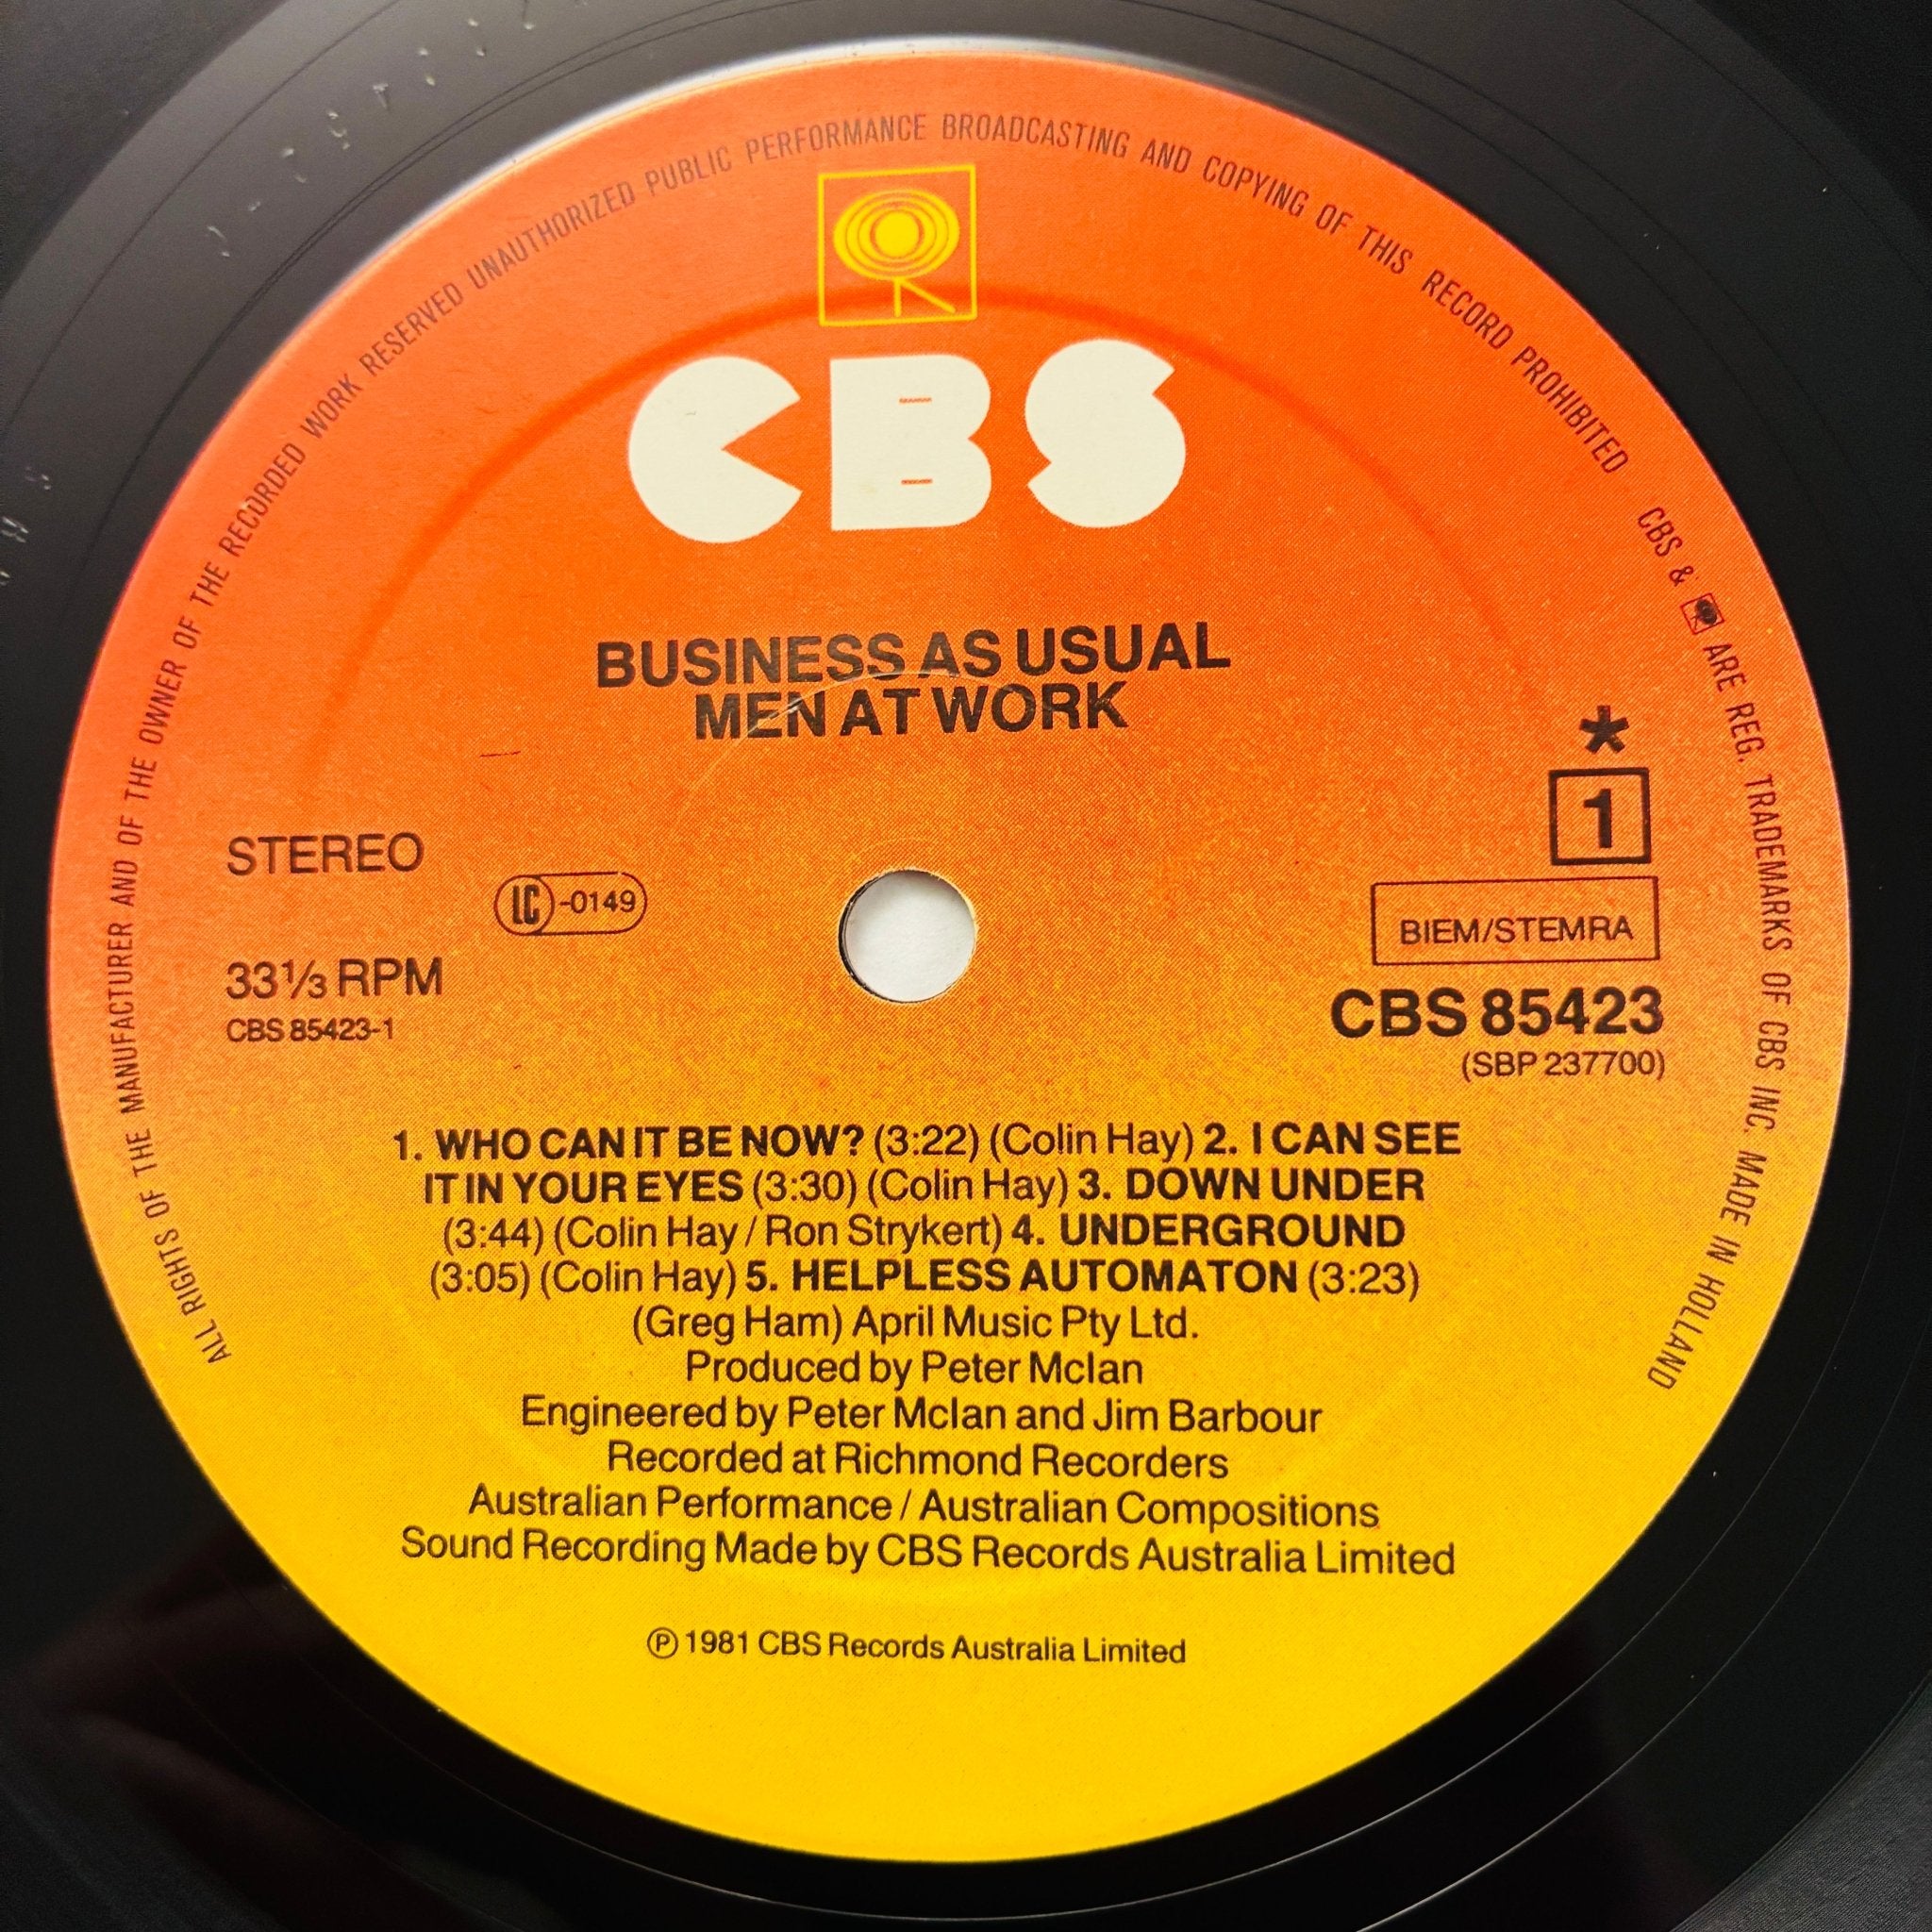 ALL RIGHTS OF THE MANUFACTURER AND OF THE OWNER OF THE RECORDED WORK RESERVED UNAUTHORIZED PUBLIC PERFORMANCE BROADCASTING AND COPYING OF THIS RECORD PROHIBITED
CBS & ARE REG. TRADEMARKS OF CBS INC. MADE IN HOLLAND
CBS
BUSINESS AS USUAL
MEN AT WORK
*
1
STEREO
LC-0149
BIEM/STEMRA
33⅓ RPM
CBS 85423-1
CBS 85423
(SBP 237700)
1. WHO CAN IT BE NOW? (3:22) (Colin Hay) 2. I CAN SEE
IT IN YOUR EYES (3:30) (Colin Hay) 3. DOWN UNDER
(3:44) (Colin Hay / Ron Strykert) 4. UNDERGROUND
(3:05) (Colin Hay) 5. HELPLESS AUTOMATON (3:23)
(Greg Ham) April Music Pty Ltd.
Produced by Peter McIan
Engineered by Peter McIan and Jim Barbour
Recorded at Richmond Recorders
Australian Performance / Australian Compositions
Sound Recording Made by CBS Records Australia Limited
℗ 1981 CBS Records Australia Limited